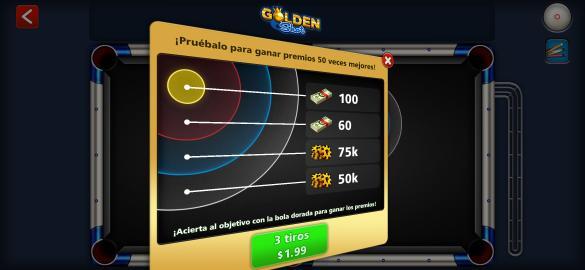 GOLDEN
Shot
¡Pruébalo para ganar premios 50 veces mejores!
100
60
75k
50k
¡Acierta al objetivo con la bola dorada para ganar los premios!
3 tiros
$1.99